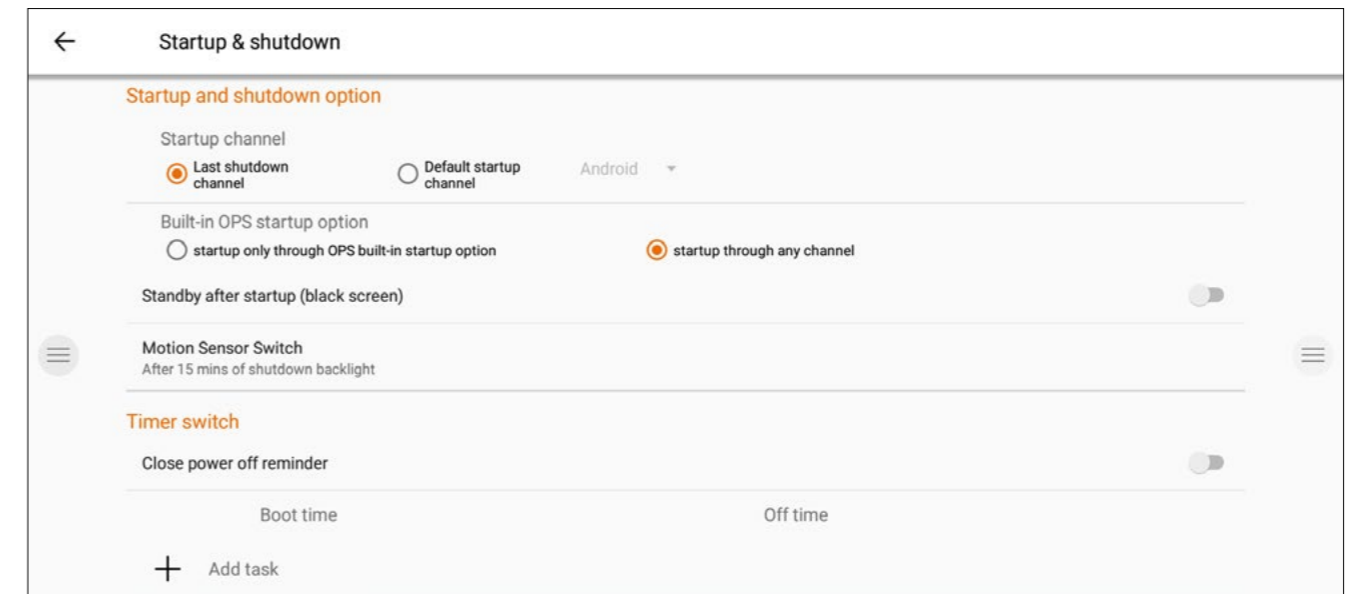 Startup & shutdown
Startup and shutdown option
Startup channel
Last shutdown channel
Default startup channel
Android
Built-in OPS startup option
startup only through OPS built-in startup option
startup through any channel
Standby after startup (black screen)
Motion Sensor Switch
After 15 mins of shutdown backlight
Timer switch
Close power off reminder
Boot time
Off time
Add task